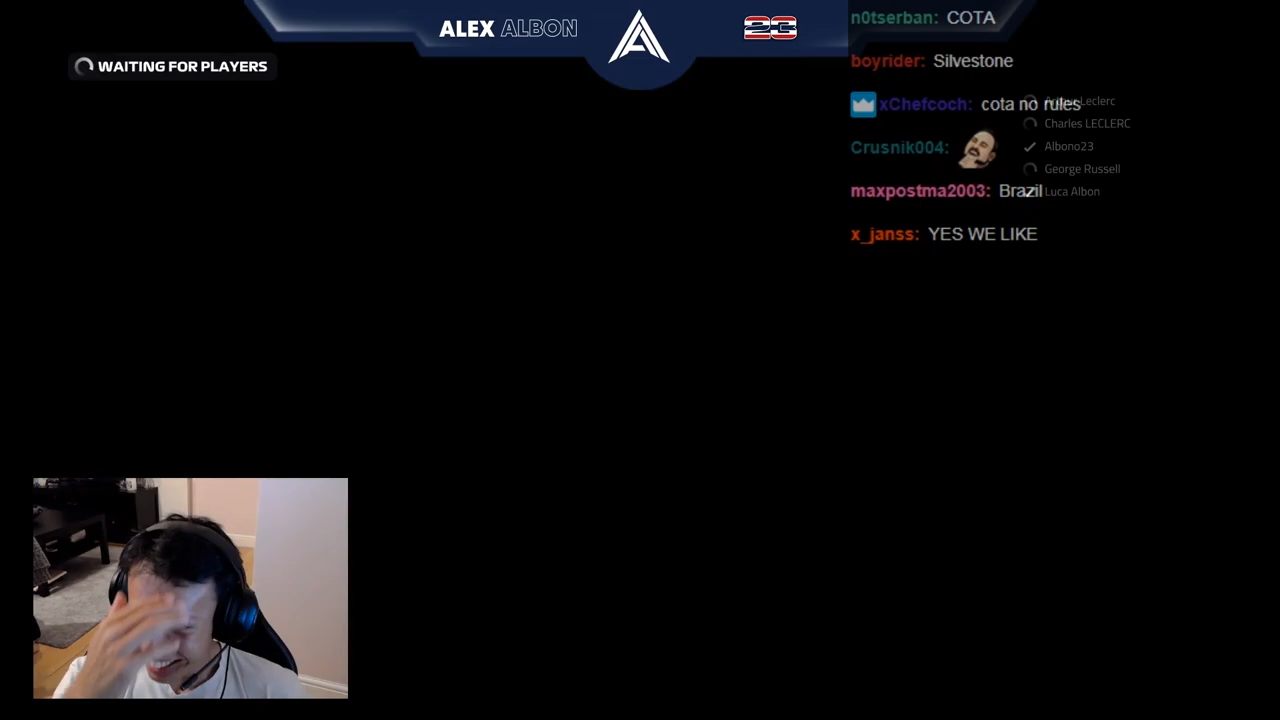 ALEX ALBON
23
WAITING FOR PLAYERS
n0tserban: COTA
boyrider: Silvestone
xChefcoch: cota no rules
Crusnik004:
maxpostma2003: Brazil
x_janss: YES WE LIKE
Leclerc
Charles LECLERC
Albono23
George Russell
Luca Albon